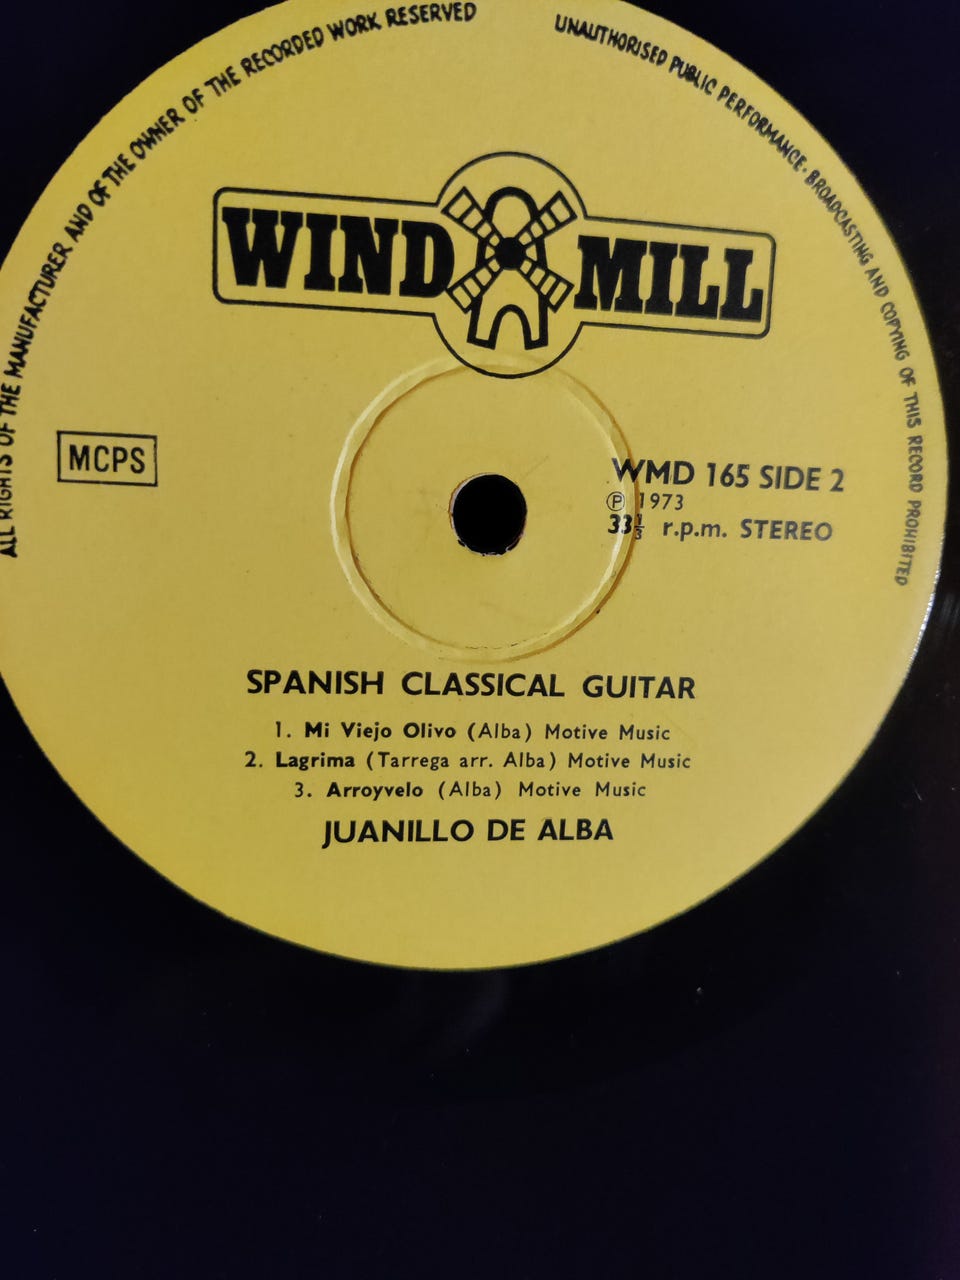 ALL RIGHTS OF THE MANUFACTURER AND OF THE OWNER OF THE RECORDED WORK RESERVED
UNAUTHORISED PUBLIC PERFORMANCE· BROADCASTING AND COPYING OF THIS RECORD PROHIBITED
WINDMILL
MCPS
WMD 165 SIDE 2
Ⓟ 1973
33⅓ r.p.m. STEREO
SPANISH CLASSICAL GUITAR
1. Mi Viejo Olivo (Alba) Motive Music
2. Lagrima (Tarrega arr. Alba) Motive Music
3. Arroyvelo (Alba) Motive Music
JUANILLO DE ALBA